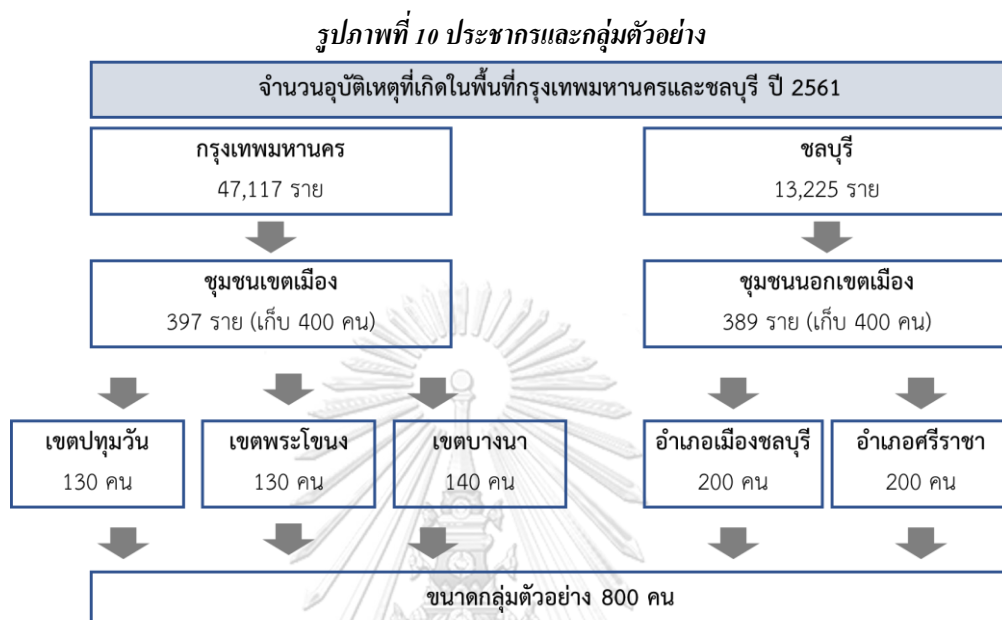 รูปภาพที่ 10 ประชากรและกลุ่มตัวอย่าง
จำนวนอุบัติเหตุที่เกิดในพื้นที่กรุงเทพมหานครและชลบุรี ปี 2561
กรุงเทพมหานคร
47,117 ราย
ชลบุรี
13,225 ราย
ชุมชนเขตเมือง
397 ราย (เก็บ 400 คน)
ชุมชนนอกเขตเมือง
389 ราย (เก็บ 400 คน)
เขตปทุมวัน
130 คน
เขตพระโขนง
130 คน
เขตบางนา
140 คน
อำเภอเมืองชลบุรี
200 คน
อำเภอศรีราชา
200 คน
ขนาดกลุ่มตัวอย่าง 800 คน